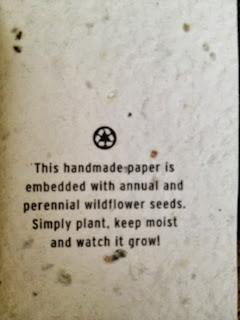 This handmade paper is
embedded with annual and
perennial wildflower seeds.
Simply plant, keep moist
and watch it grow!